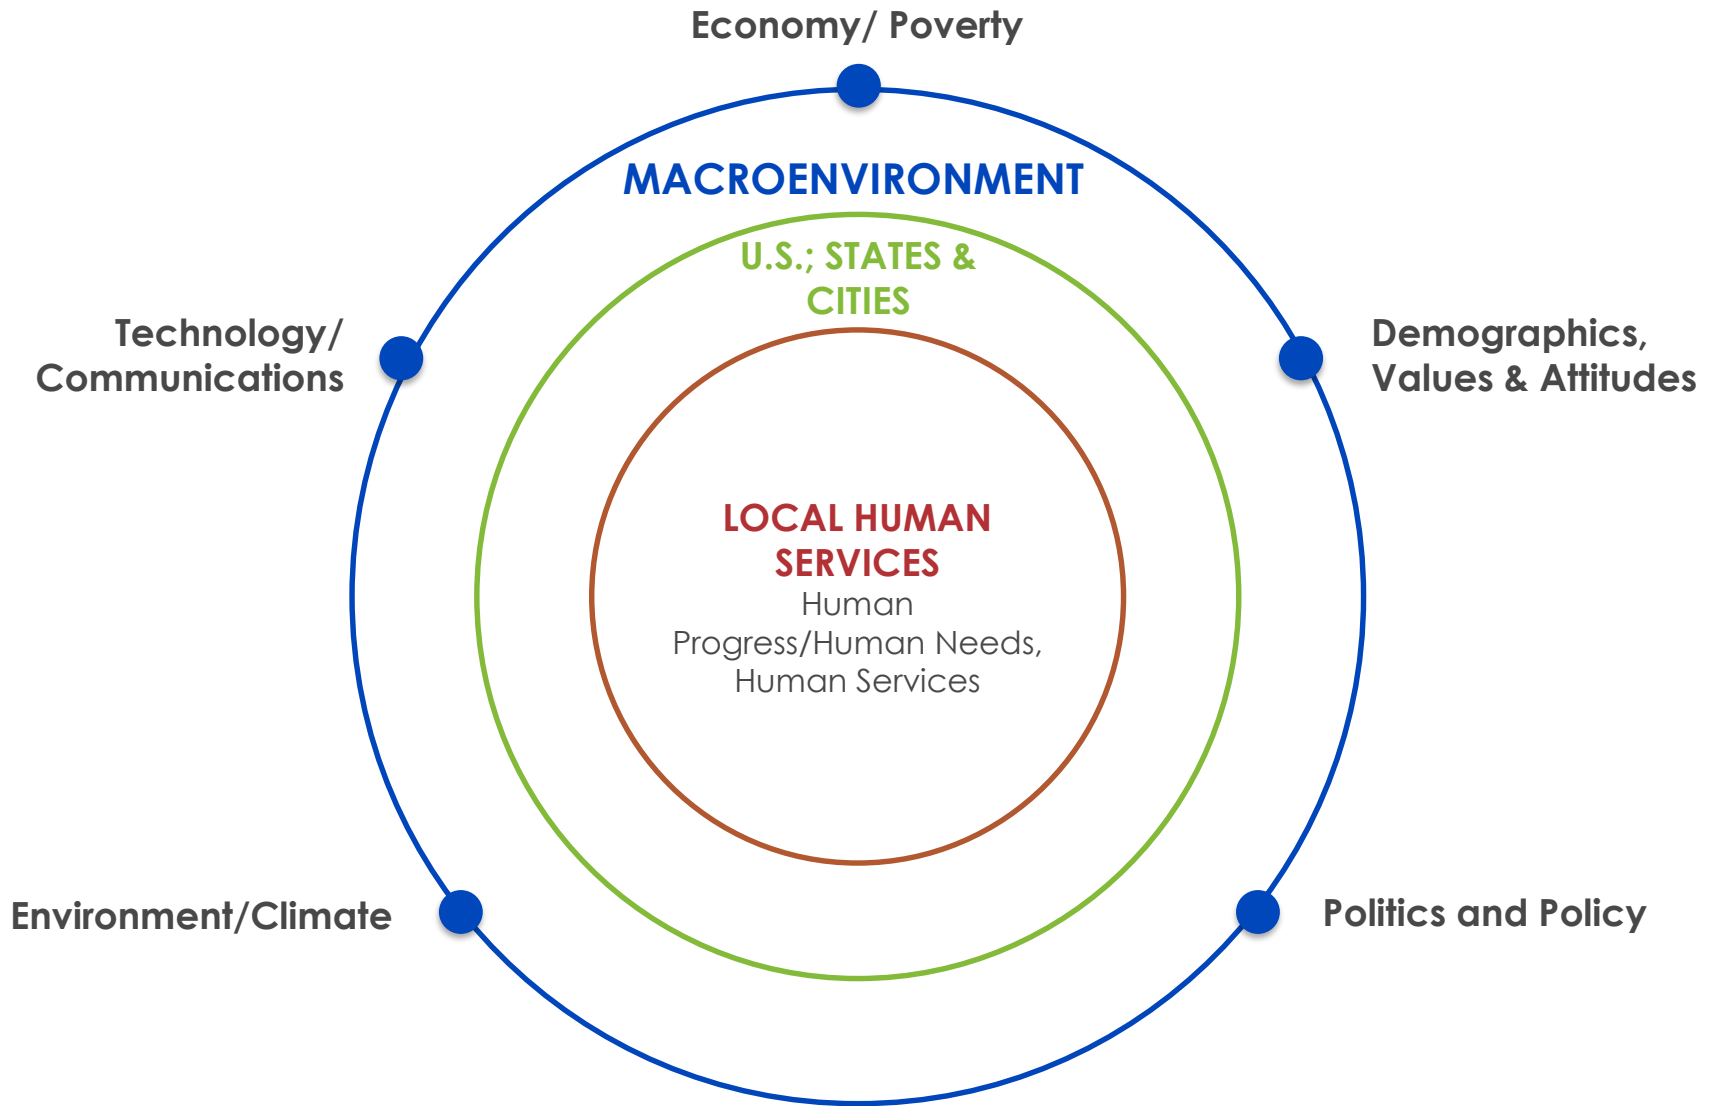 Economy/ Poverty
MACROENVIRONMENT
U.S.; STATES &
CITIES
Technology/
Communications
Demographics,
Values & Attitudes
LOCAL HUMAN
SERVICES
Human
Progress/Human Needs,
Human Services
Environment/Climate
Politics and Policy